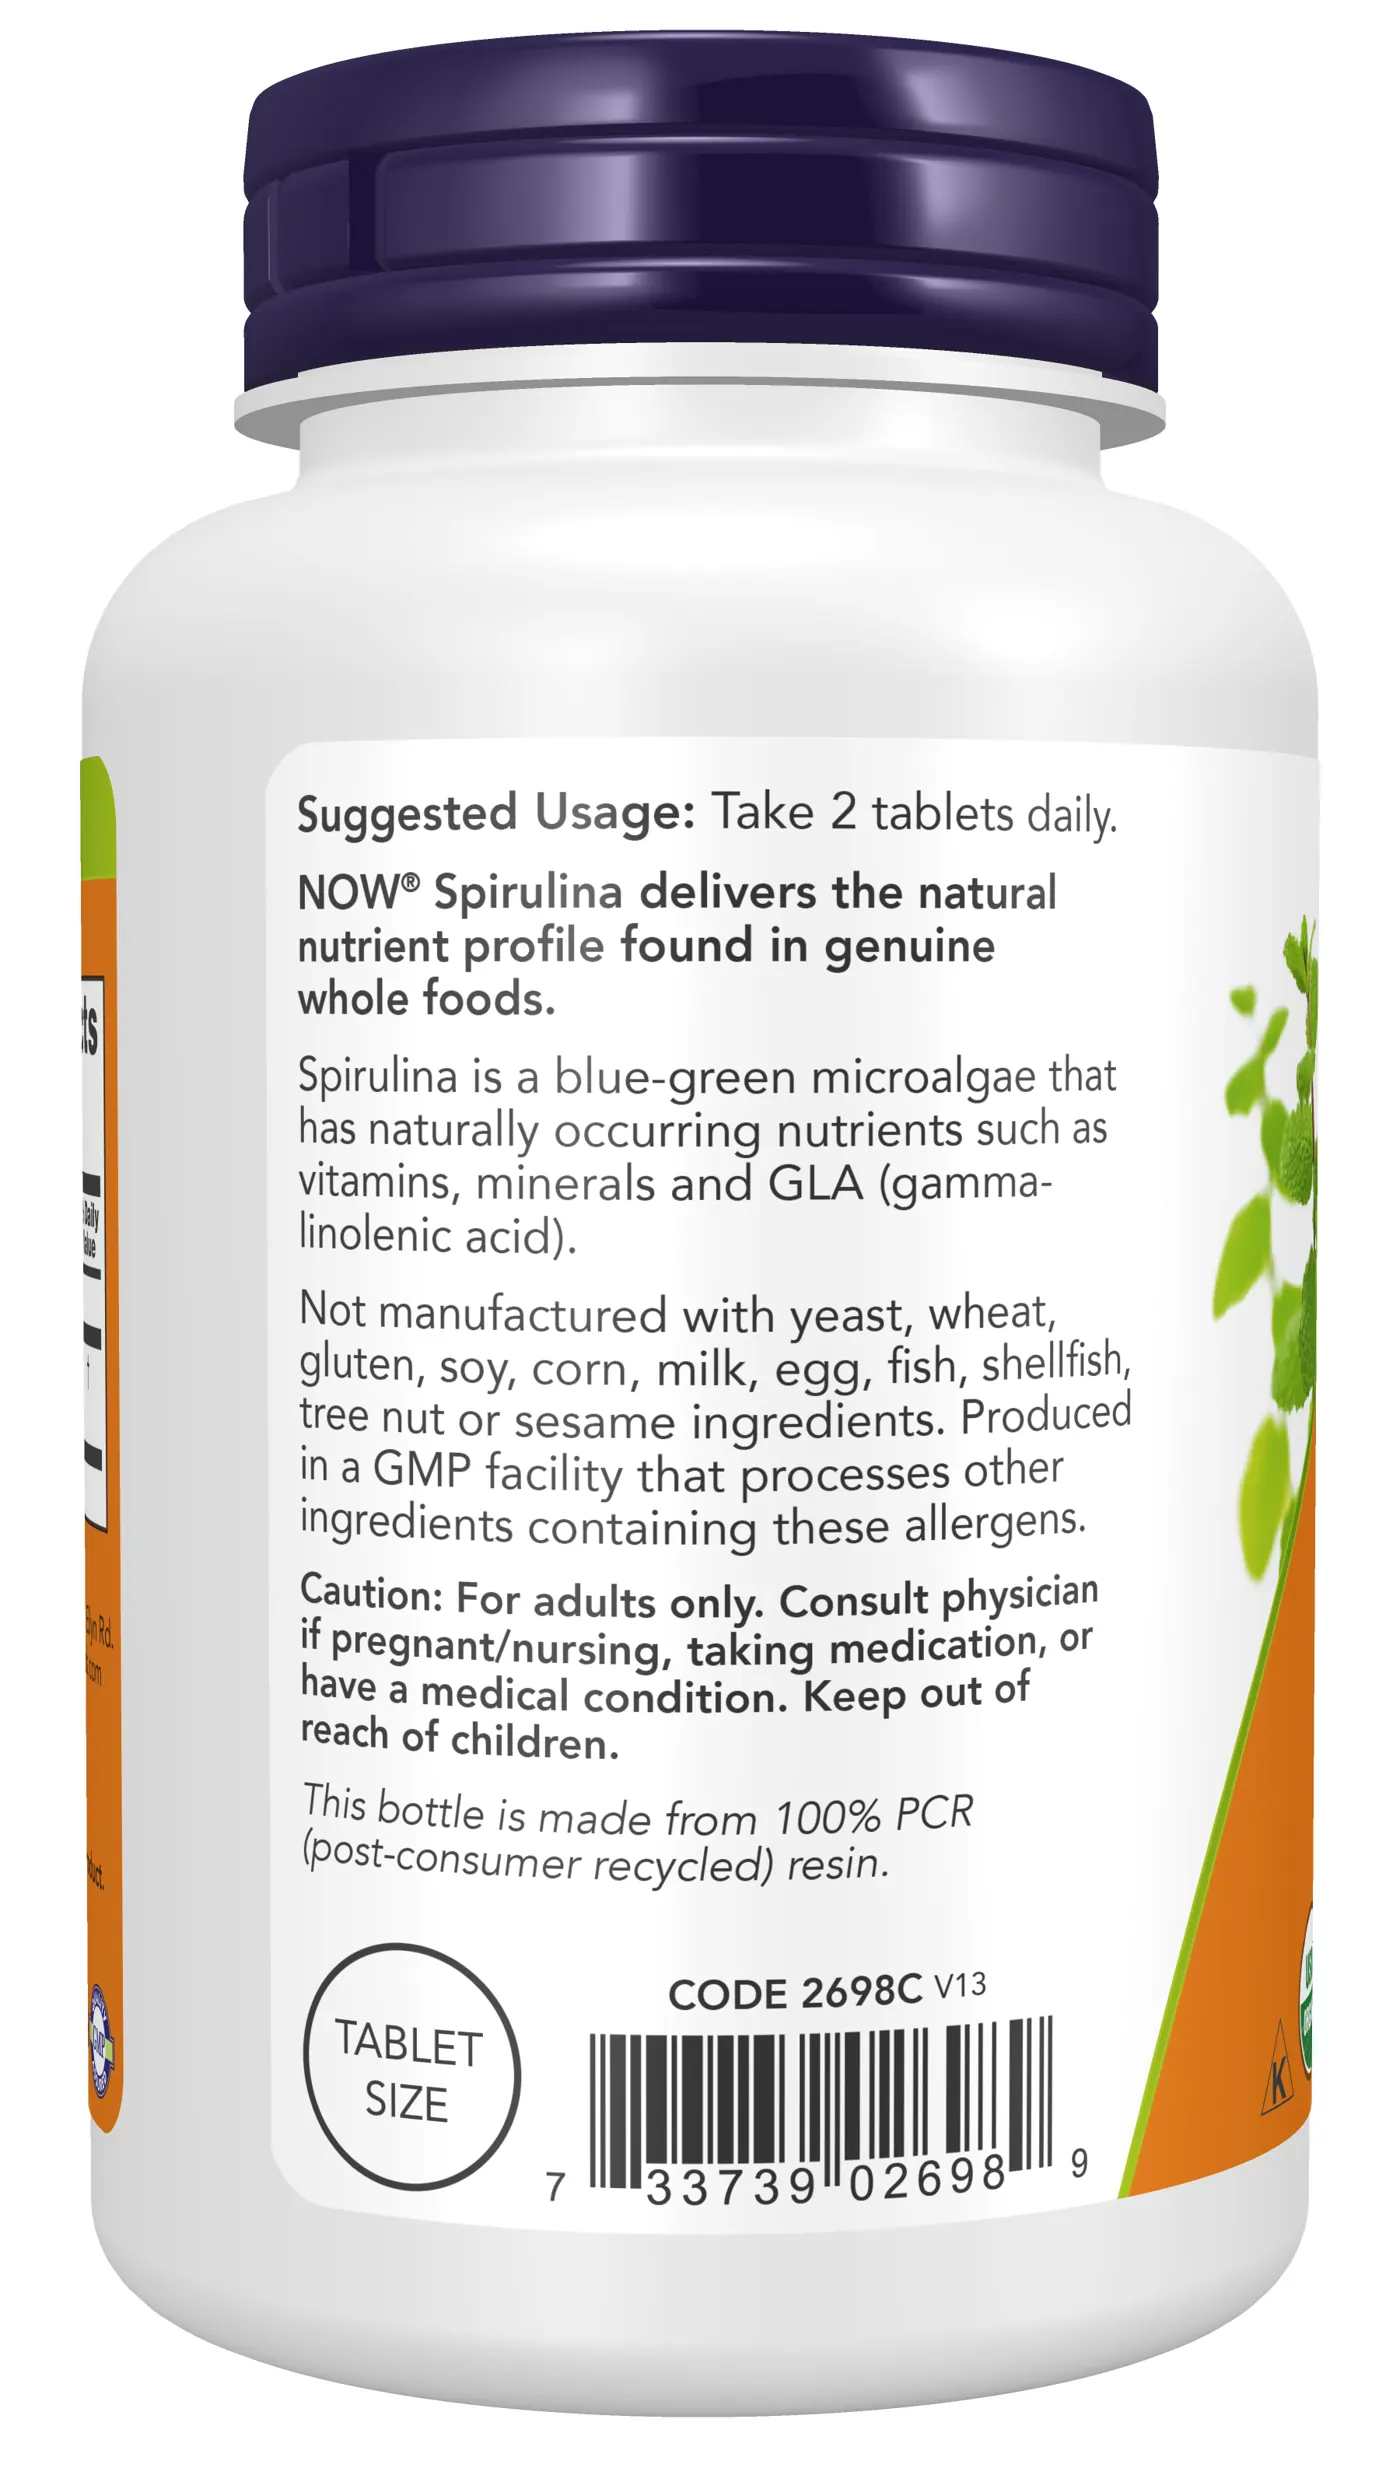 Suggested Usage: Take 2 tablets daily.
NOW® Spirulina delivers the natural
nutrient profile found in genuine
whole foods.
Spirulina is a blue-green microalgae that
has naturally occurring nutrients such as
vitamins, minerals and GLA (gamma-
linolenic acid).
Not manufactured with yeast, wheat,
gluten, soy, corn, milk, egg, fish, shellfish,
tree nut or sesame ingredients. Produced
in a GMP facility that processes other
ingredients containing these allergens.
Caution: For adults only. Consult physician
if pregnant/nursing, taking medication, or
have a medical condition. Keep out of
reach of children.
This bottle is made from 100% PCR
(post-consumer recycled) resin.
TABLET
SIZE
CODE 2698C V13
7 33739 02698 9
K
Daily
†
Rd.
GMP